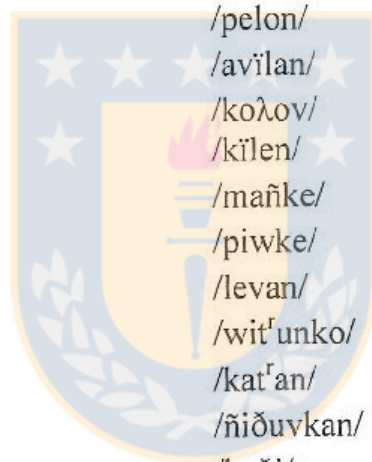 /pelon/
/avïlan/
/koλov/
/kïlen/
/mañke/
/piwke/
/levan/
/witʳunko/
/katʳan/
/ñiðuvkan/